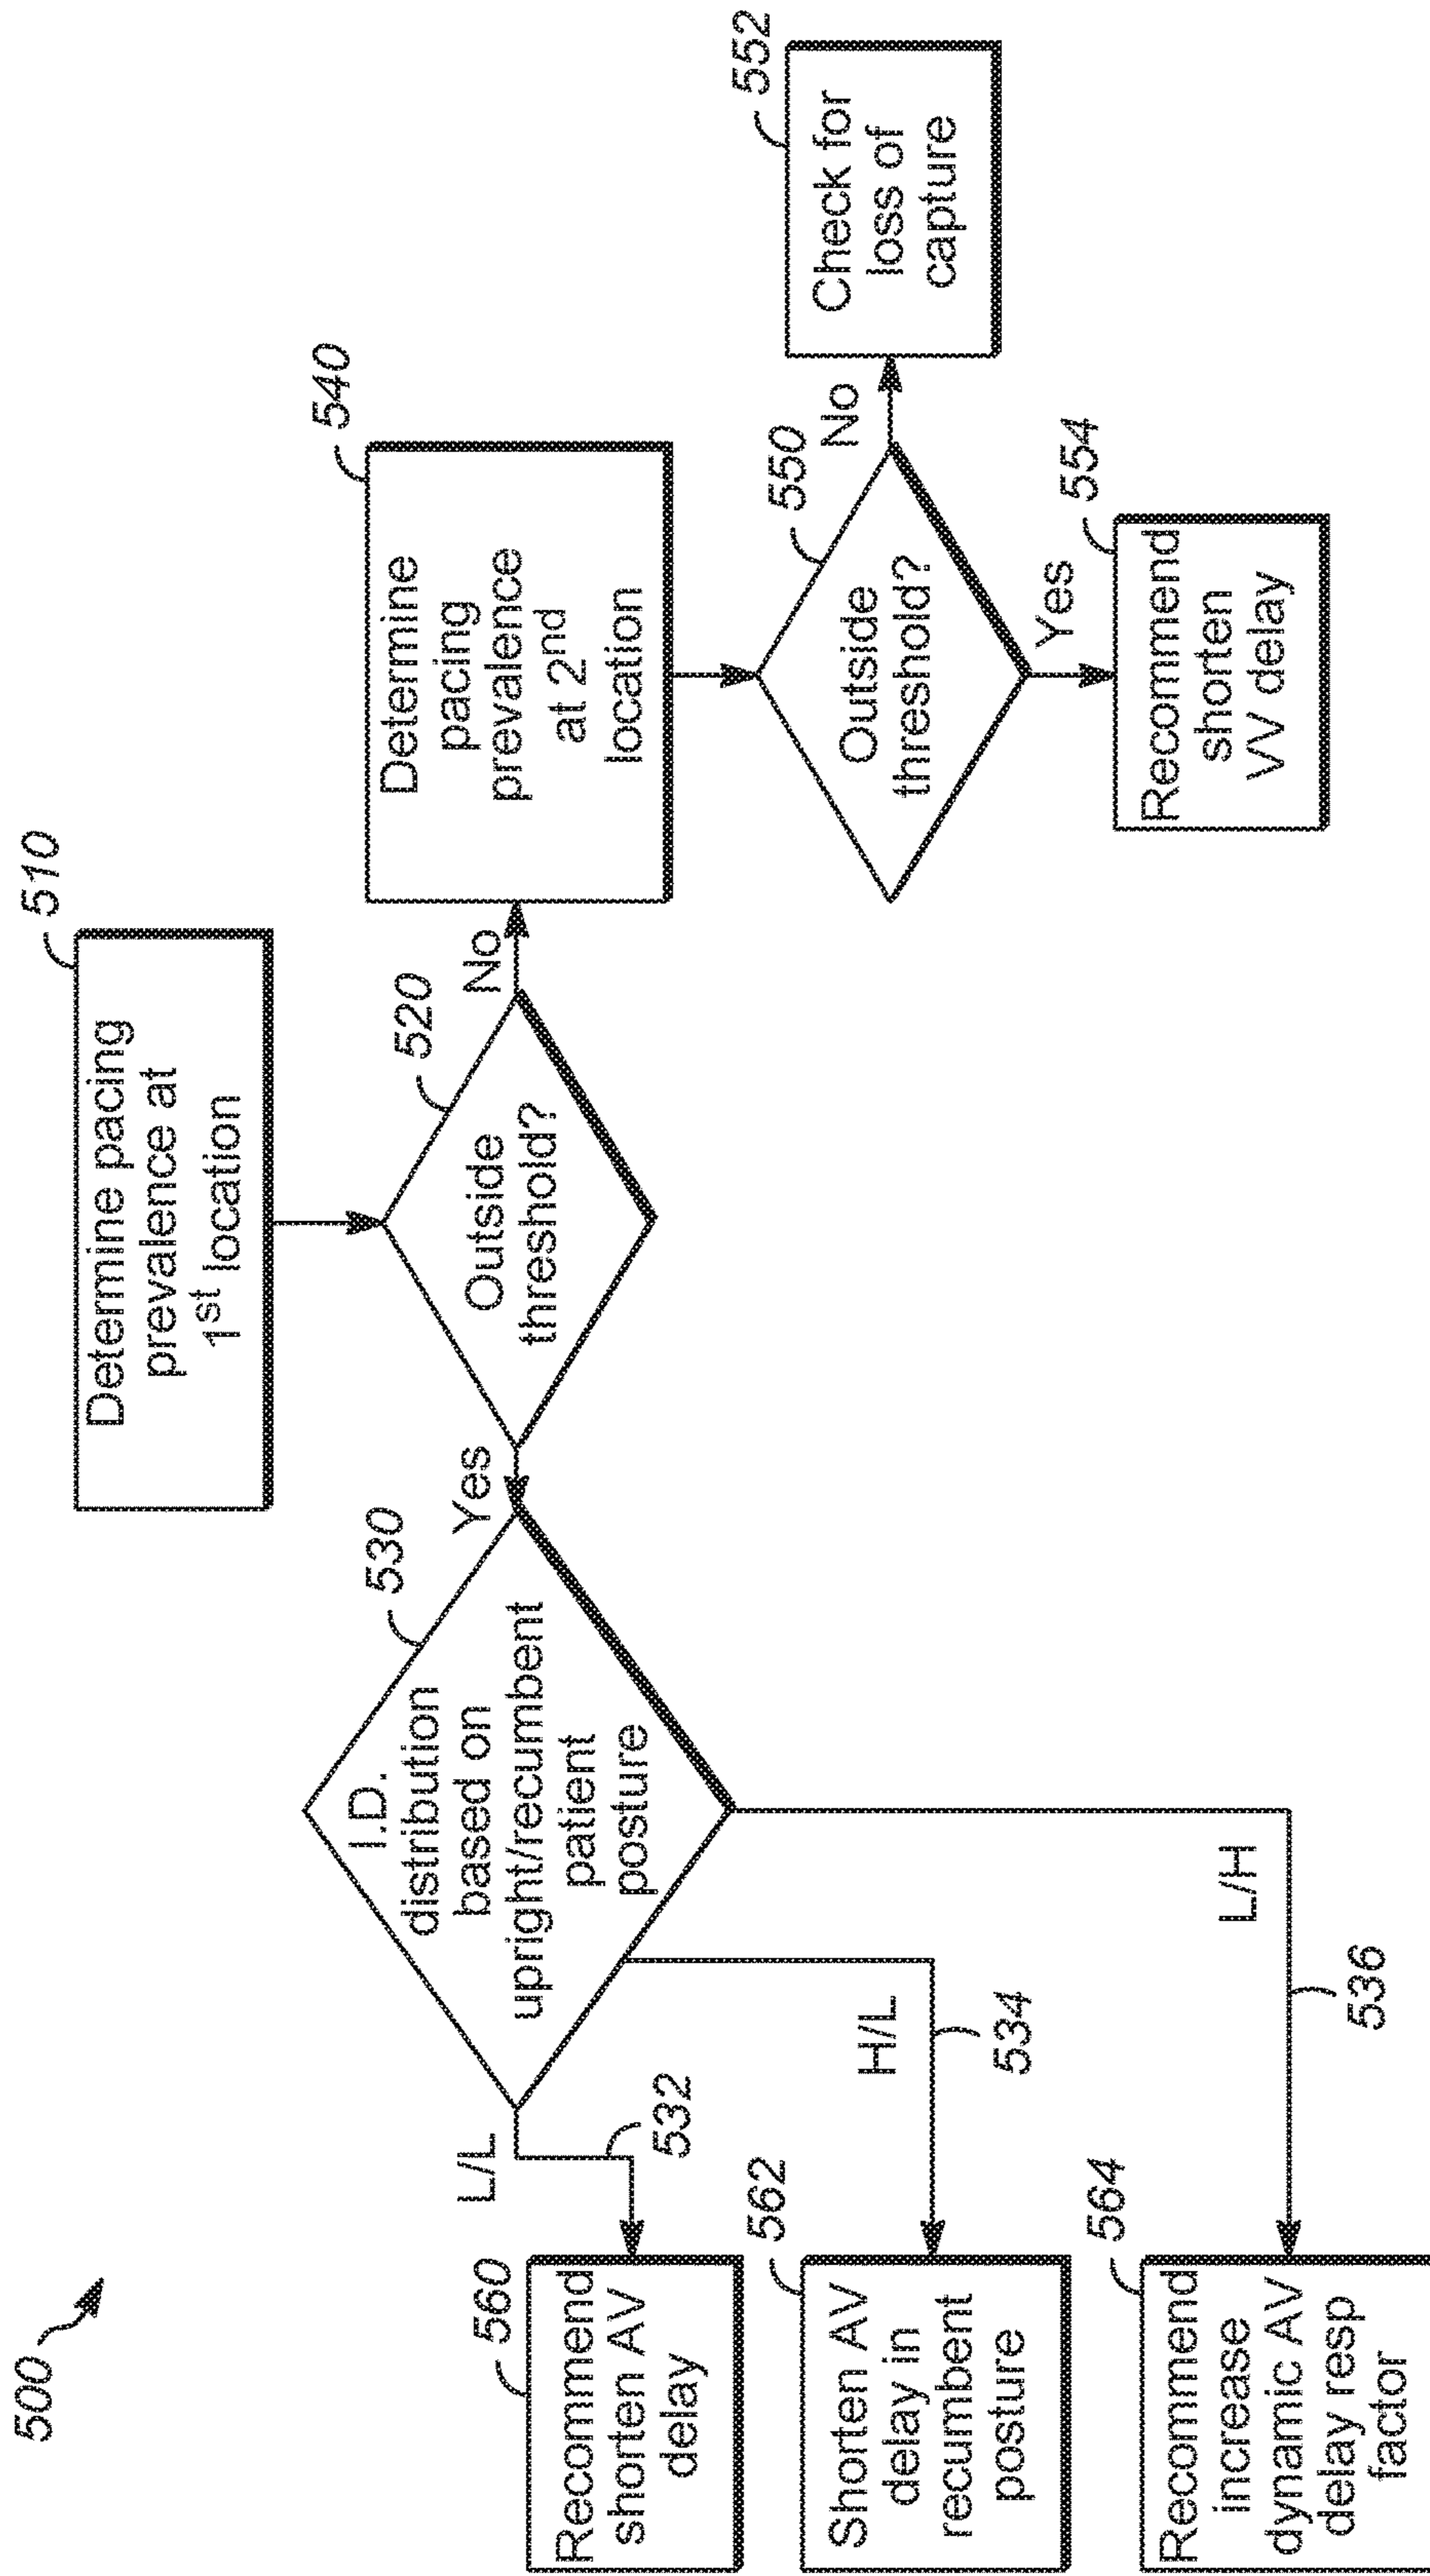 500
510
Determine pacing
prevalence at
1st location
520
Outside
threshold?
Yes
No
530
I.D.
distribution
based on
upright/recumbent
patient
posture
540
Determine
pacing
prevalence
at 2nd
location
550
Outside
threshold?
No
552
Check for
loss of
capture
Yes
554
Recommend
shorten
VV delay
L/L
532
560
Recommend
shorten AV
delay
H/L
534
562
Shorten AV
delay in
recumbent
posture
L/H
536
564
Recommend
increase
dynamic AV
delay resp
factor